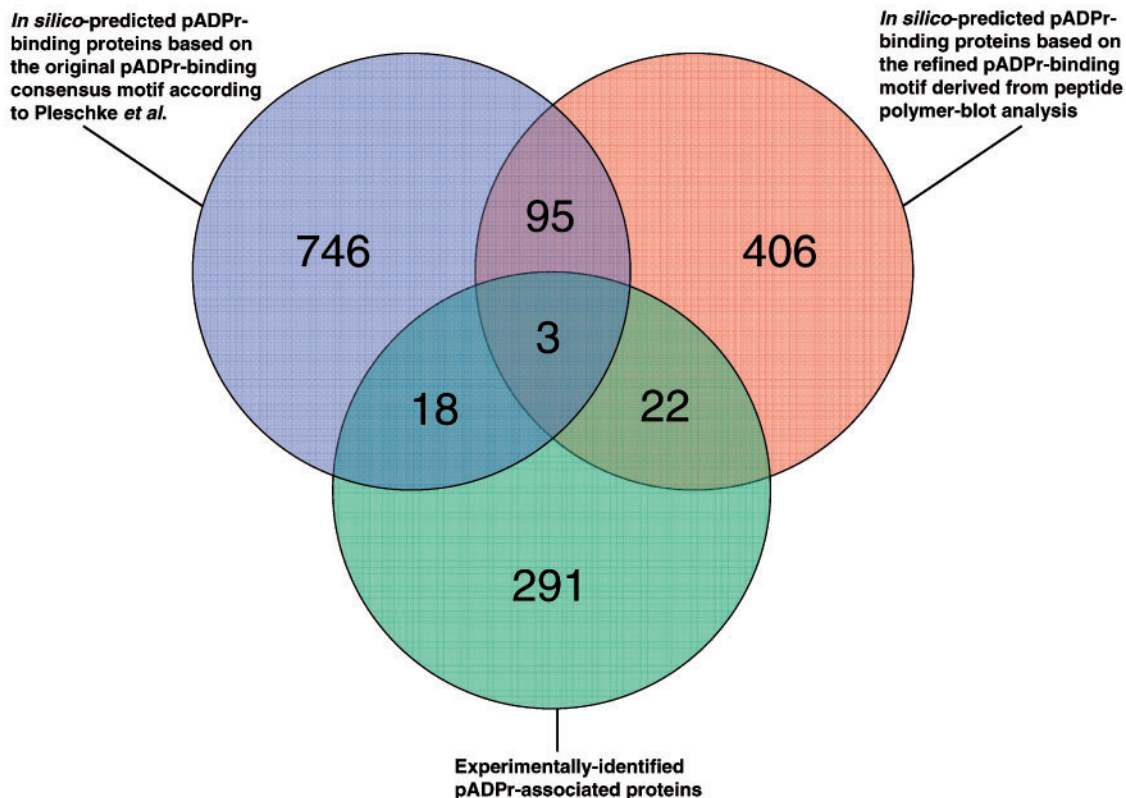 In silico-predicted pADPr-
binding proteins based on
the original pADPr-binding
consensus motif according
to Pleschke et al.
In silico-predicted pADPr-
binding proteins based on
the refined pADPr-binding
motif derived from peptide
polymer-blot analysis
95
746
406
3
18
22
291
Experimentally-identified
pADPr-associated proteins